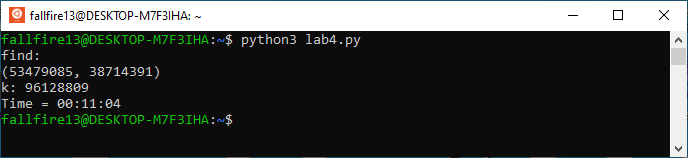 fallfire13@DESKTOP-M7F3IHA: ~
fallfire13@DESKTOP-M7F3IHA:~$ python3 lab4.py
find:
(53479085, 38714391)
k: 96128809
Time = 00:11:04
fallfire13@DESKTOP-M7F3IHA:~$